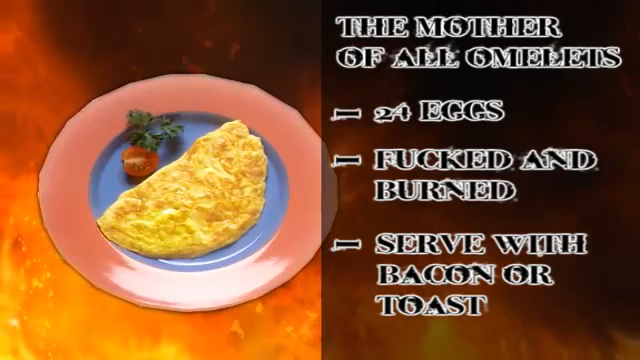 THE MOTHER
OF ALL OMELETS
– 24 EGGS
– FUCKED AND
BURNED
– SERVE WITH
BACON OR
TOAST